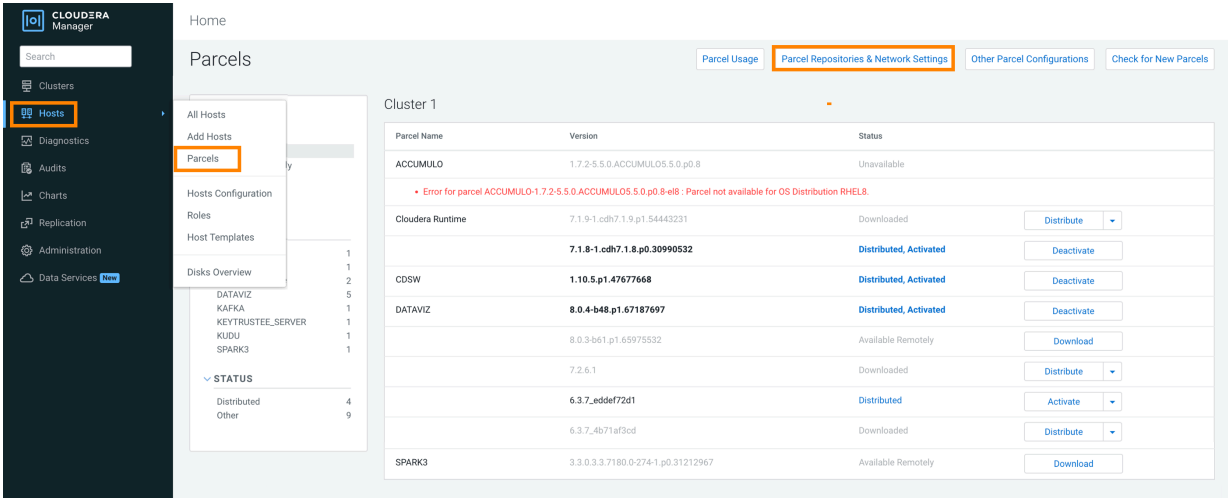 CLOUDERA
Manager
Search
Clusters
Hosts
Diagnostics
Audits
Charts
Replication
Administration
Data Services New
Home
Parcels
Parcel Usage
Parcel Repositories & Network Settings
Other Parcel Configurations
Check for New Parcels
All Hosts
Add Hosts
Parcels
Hosts Configuration
Roles
Host Templates
Disks Overview
ly
1
1
2
DATAVIZ 5
KAFKA 1
KEYTRUSTEE_SERVER 1
KUDU 1
SPARK3 1
STATUS
Distributed 4
Other 9
Cluster 1
Parcel Name Version Status
ACCUMULO 1.7.2-5.5.0.ACCUMULO5.5.0.p0.8 Unavailable
Error for parcel ACCUMULO-1.7.2-5.5.0.ACCUMULO5.5.0.p0.8-el8 : Parcel not available for OS Distribution RHEL8.
Cloudera Runtime 7.1.9-1.cdh7.1.9.p1.54443231 Downloaded Distribute
7.1.8-1.cdh7.1.8.p0.30990532 Distributed, Activated Deactivate
CDSW 1.10.5.p1.47677668 Distributed, Activated Deactivate
DATAVIZ 8.0.4-b48.p1.67187697 Distributed, Activated Deactivate
8.0.3-b61.p1.65975532 Available Remotely Download
7.2.6.1 Downloaded Distribute
6.3.7_eddef72d1 Distributed Activate
6.3.7_4b71af3cd Downloaded Distribute
SPARK3 3.3.0.3.3.7180.0-274-1.p0.31212967 Available Remotely Download